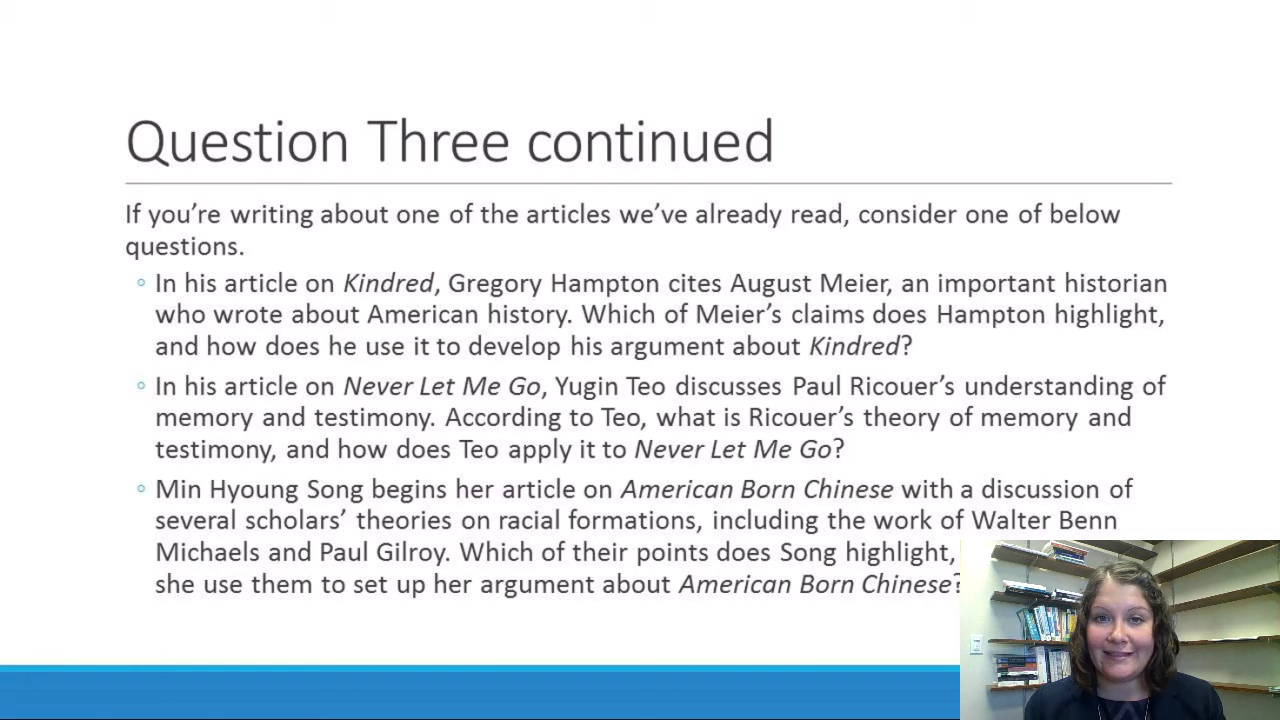 Question Three continued
If you’re writing about one of the articles we’ve already read, consider one of below
questions.
◦ In his article on Kindred, Gregory Hampton cites August Meier, an important historian
who wrote about American history. Which of Meier’s claims does Hampton highlight,
and how does he use it to develop his argument about Kindred?
◦ In his article on Never Let Me Go, Yugin Teo discusses Paul Ricouer’s understanding of
memory and testimony. According to Teo, what is Ricouer’s theory of memory and
testimony, and how does Teo apply it to Never Let Me Go?
◦ Min Hyoung Song begins her article on American Born Chinese with a discussion of
several scholars’ theories on racial formations, including the work of Walter Benn
Michaels and Paul Gilroy. Which of their points does Song highlight,
she use them to set up her argument about American Born Chinese?